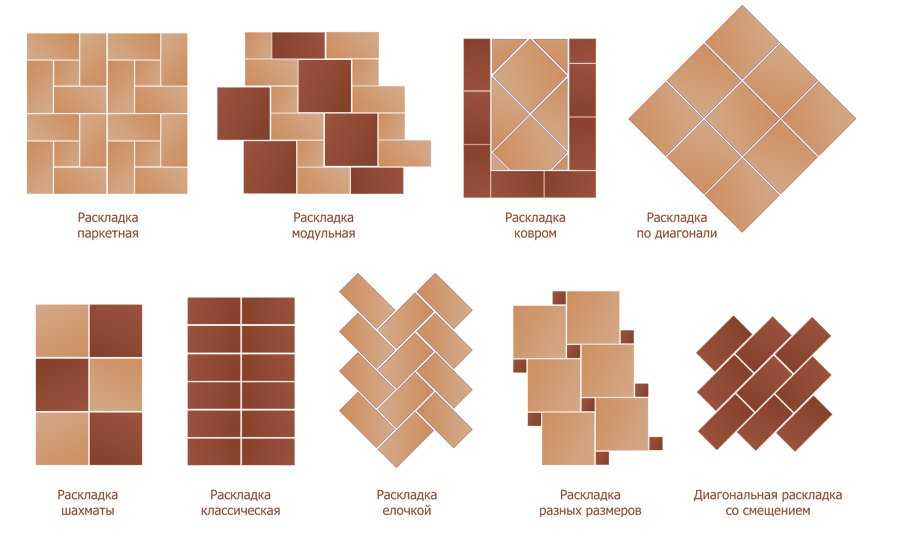 Раскладка
паркетная
Раскладка
модульная
Раскладка
ковром
Раскладка
по диагонали
Раскладка
шахматы
Раскладка
классическая
Раскладка
елочкой
Раскладка
разных размеров
Диагональная раскладка
со смещением